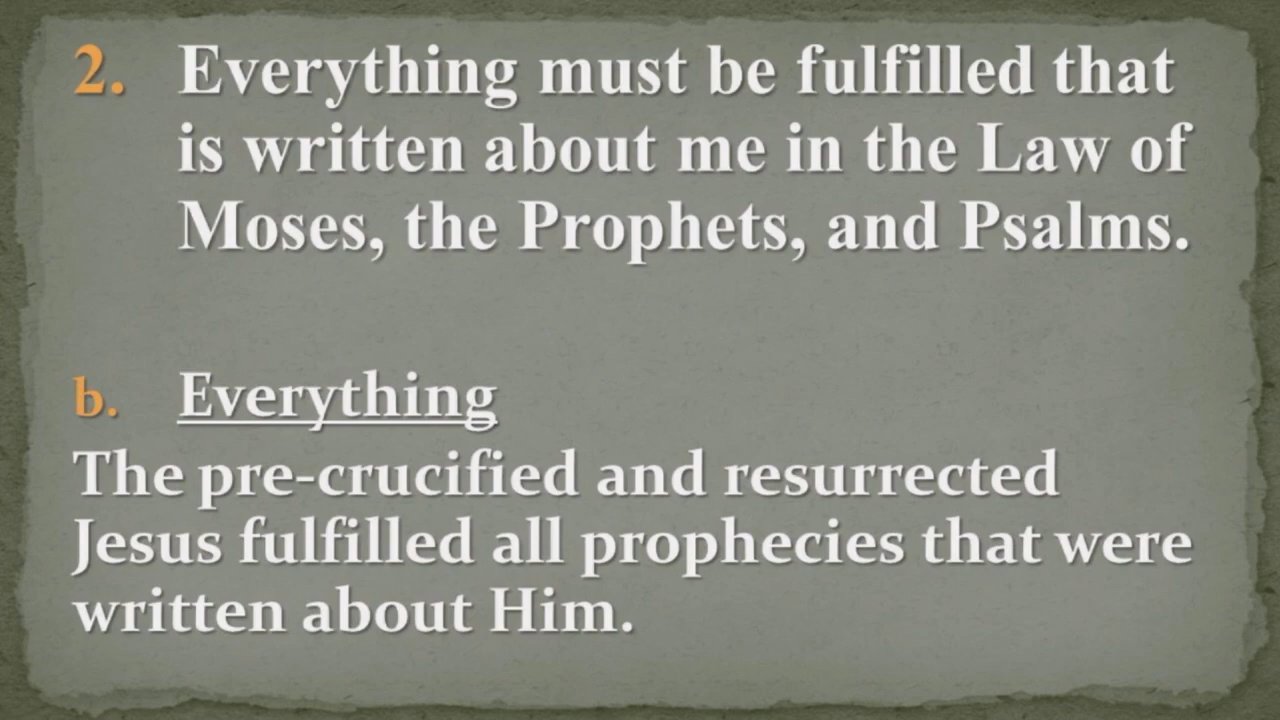 2. Everything must be fulfilled that
is written about me in the Law of
Moses, the Prophets, and Psalms.
b. Everything
The pre-crucified and resurrected
Jesus fulfilled all prophecies that were
written about Him.